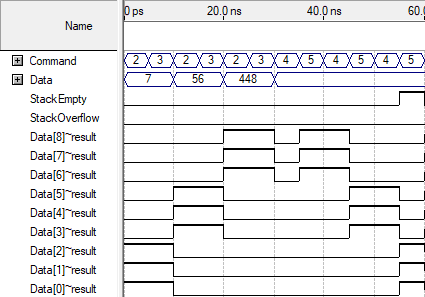 Name
0 ps 20.0 ns 40.0 ns 60.0
Command 2 3 2 3 2 3 4 5 4 5 4 5
Data 7 56 448
StackEmpty
StackOverflow
Data[8]~result
Data[7]~result
Data[6]~result
Data[5]~result
Data[4]~result
Data[3]~result
Data[2]~result
Data[1]~result
Data[0]~result